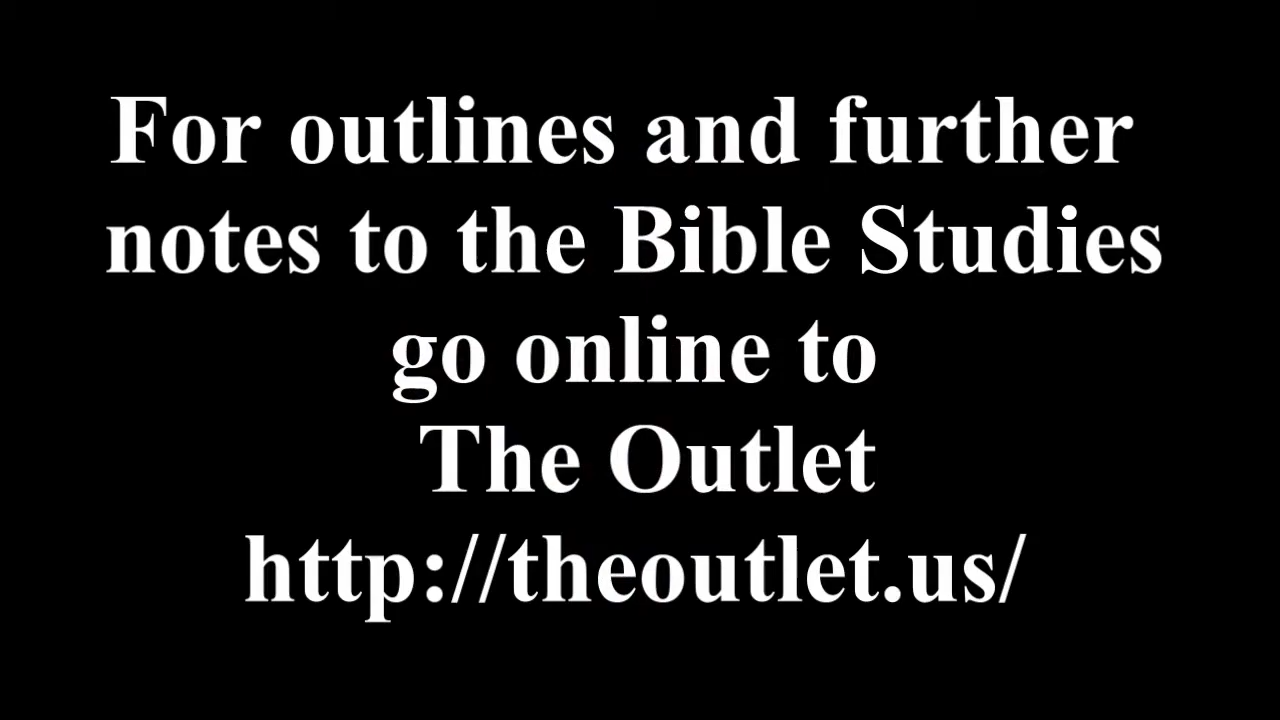 For outlines and further
notes to the Bible Studies
go online to
The Outlet
http://theoutlet.us/